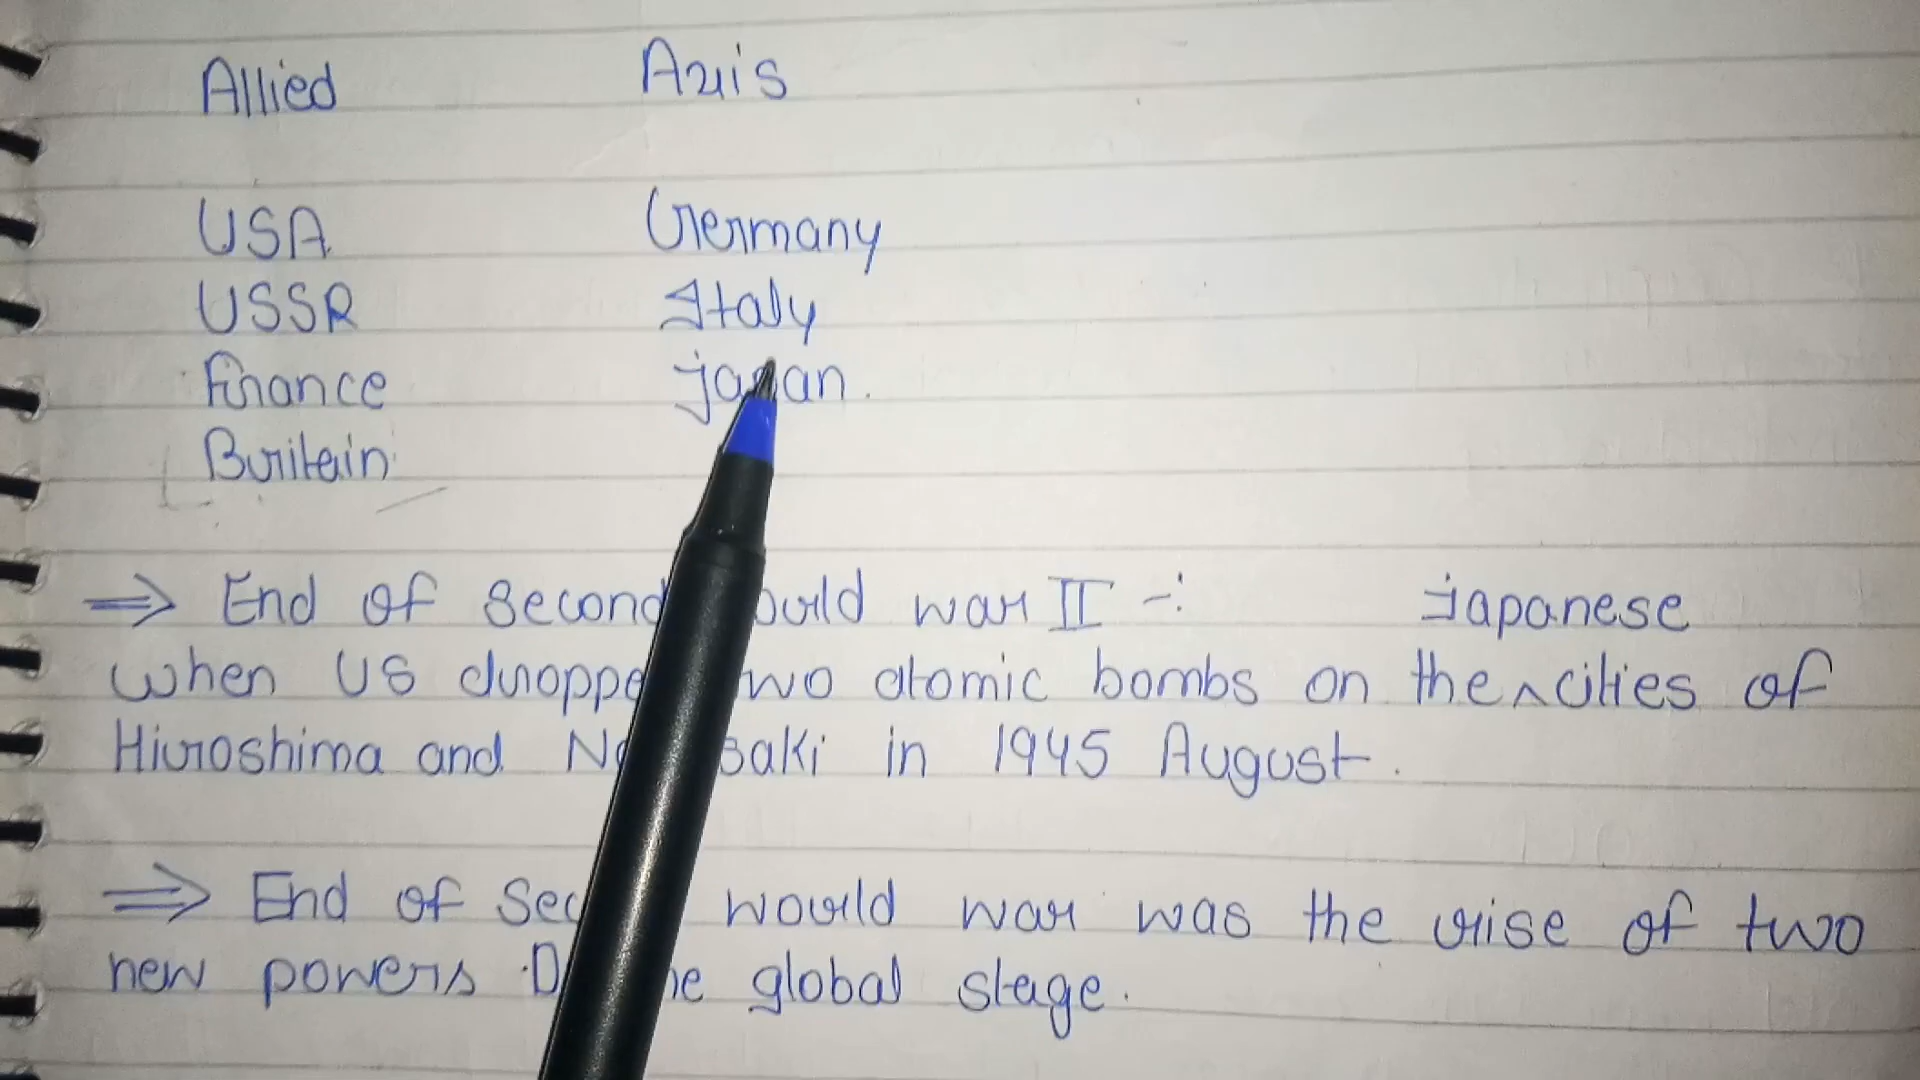 Allied Axis
USA Germany
USSR Italy
France japan.
Britain
⇒ End of Second world war II -: japanese
when US dropped two atomic bombs on the ^ cities of
Hiroshima and Nagasaki in 1945 August.
⇒ End of Second world war was the rise of two
new powers global stage.